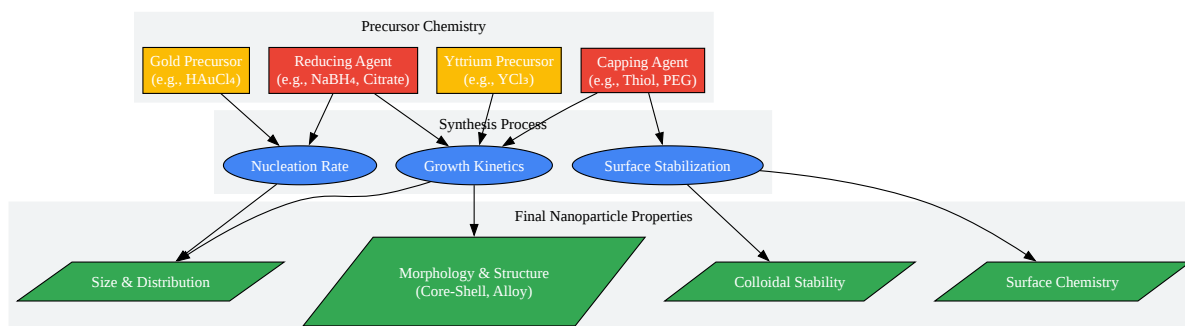 Precursor Chemistry
Gold Precursor
(e.g., HAuCl₄)
Reducing Agent
(e.g., NaBH₄, Citrate)
Yttrium Precursor
(e.g., YCl₃)
Capping Agent
(e.g., Thiol, PEG)
Synthesis Process
Nucleation Rate
Growth Kinetics
Surface Stabilization
Final Nanoparticle Properties
Size & Distribution
Morphology & Structure
(Core-Shell, Alloy)
Colloidal Stability
Surface Chemistry